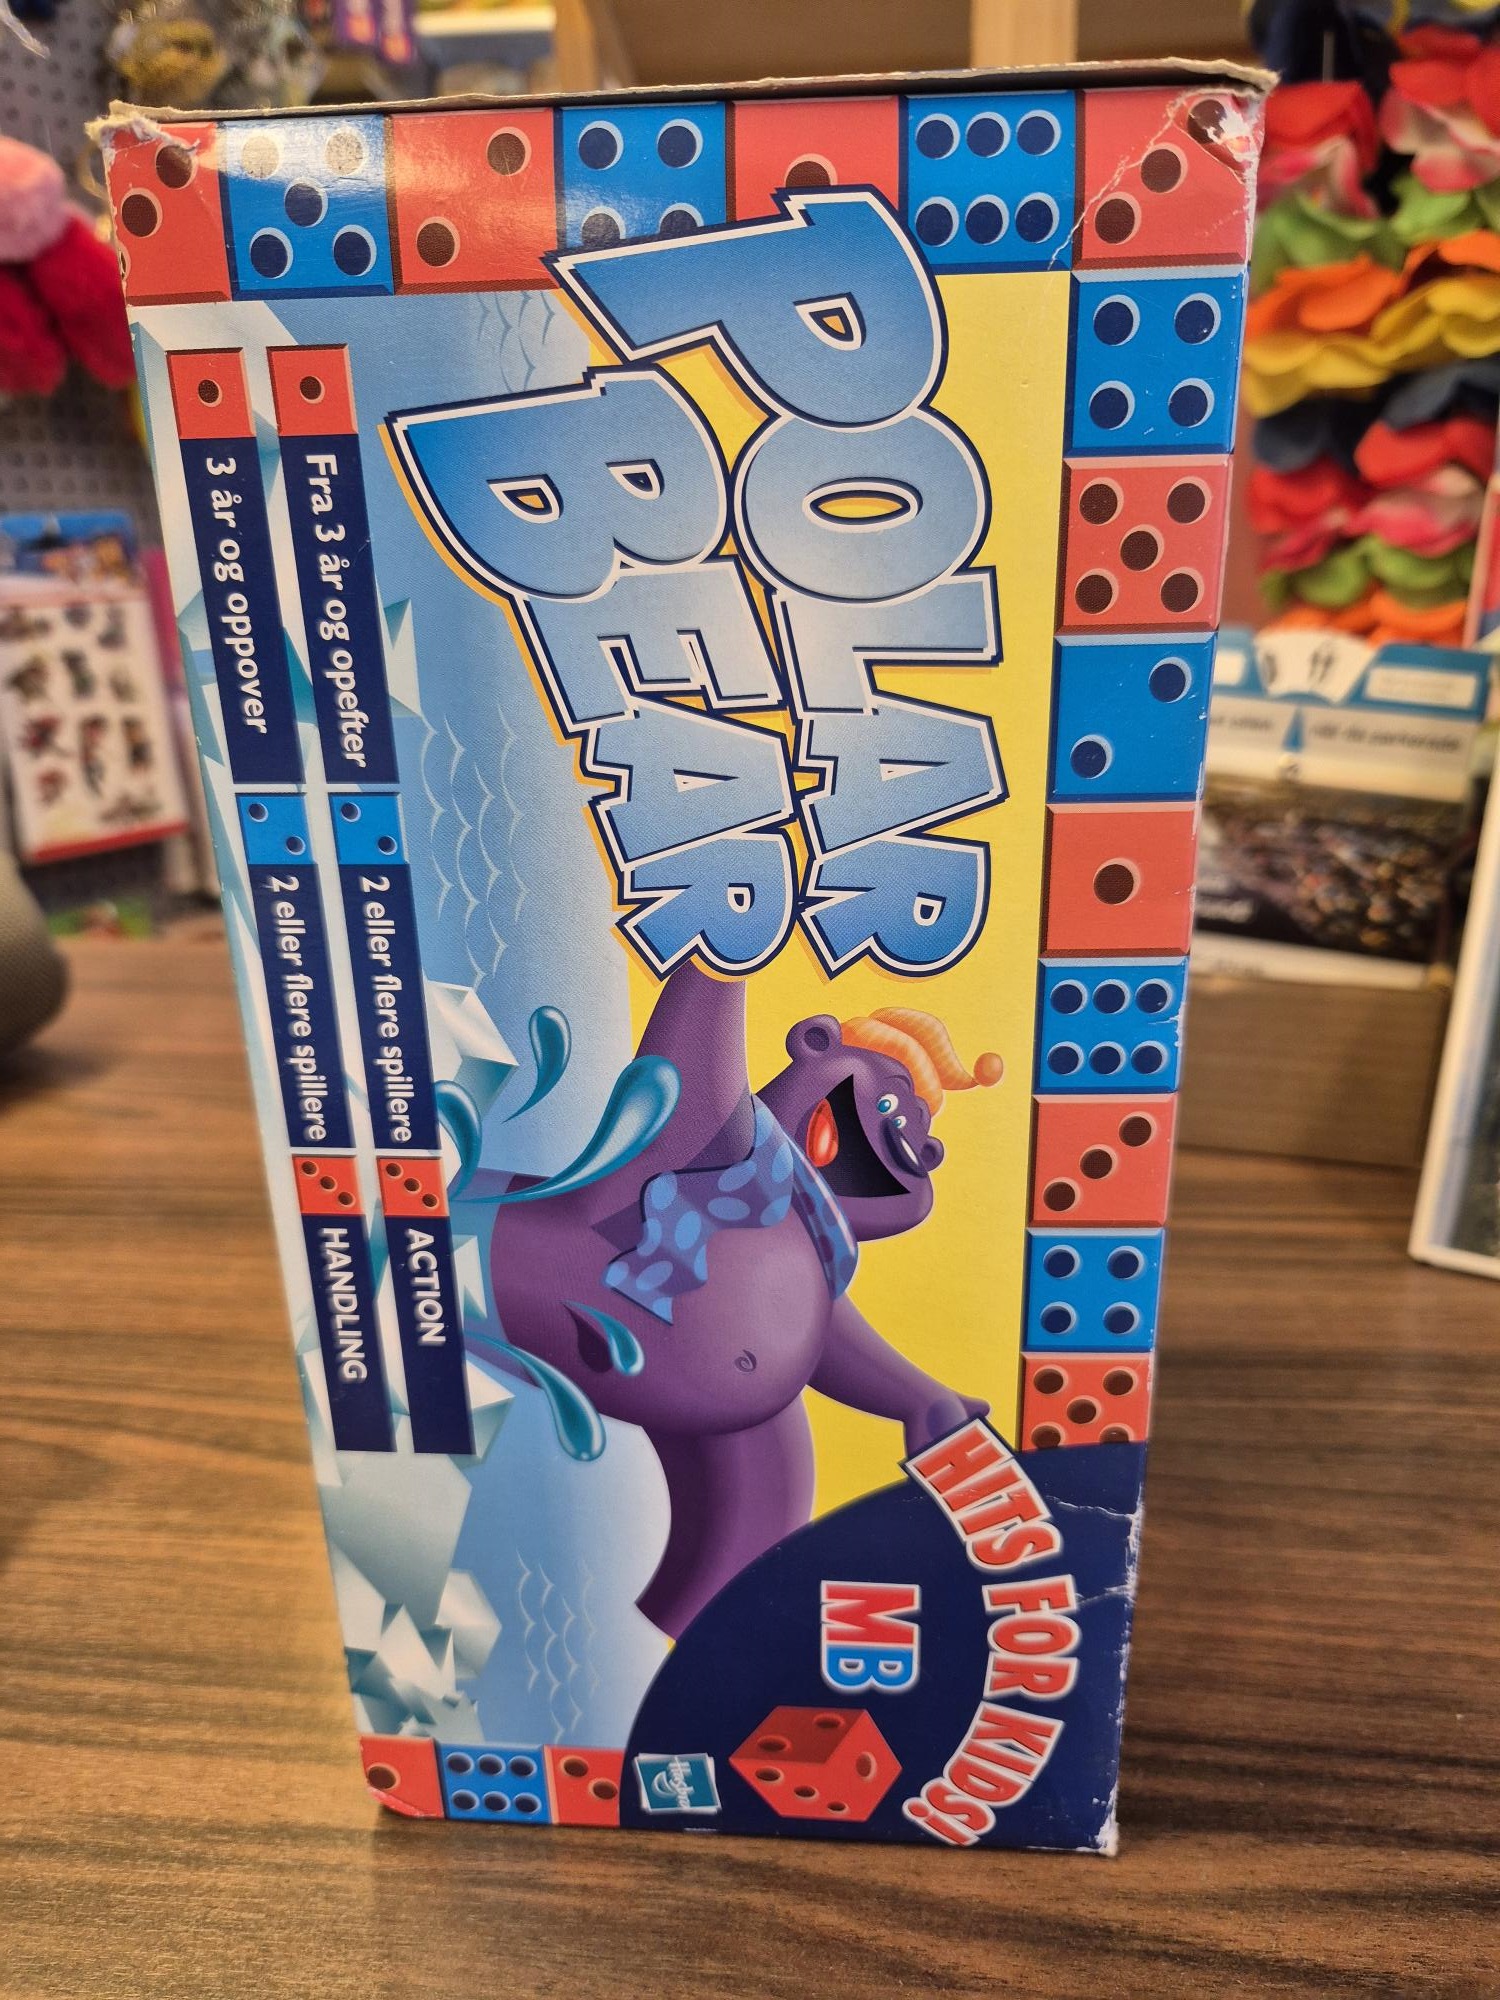 POLAR
BEAR
Fra 3 år og opefter
2 eller flere spillere
ACTION
3 år og oppover
2 eller flere spillere
HANDLING
HITS FOR KIDS!
MB
Hasbro